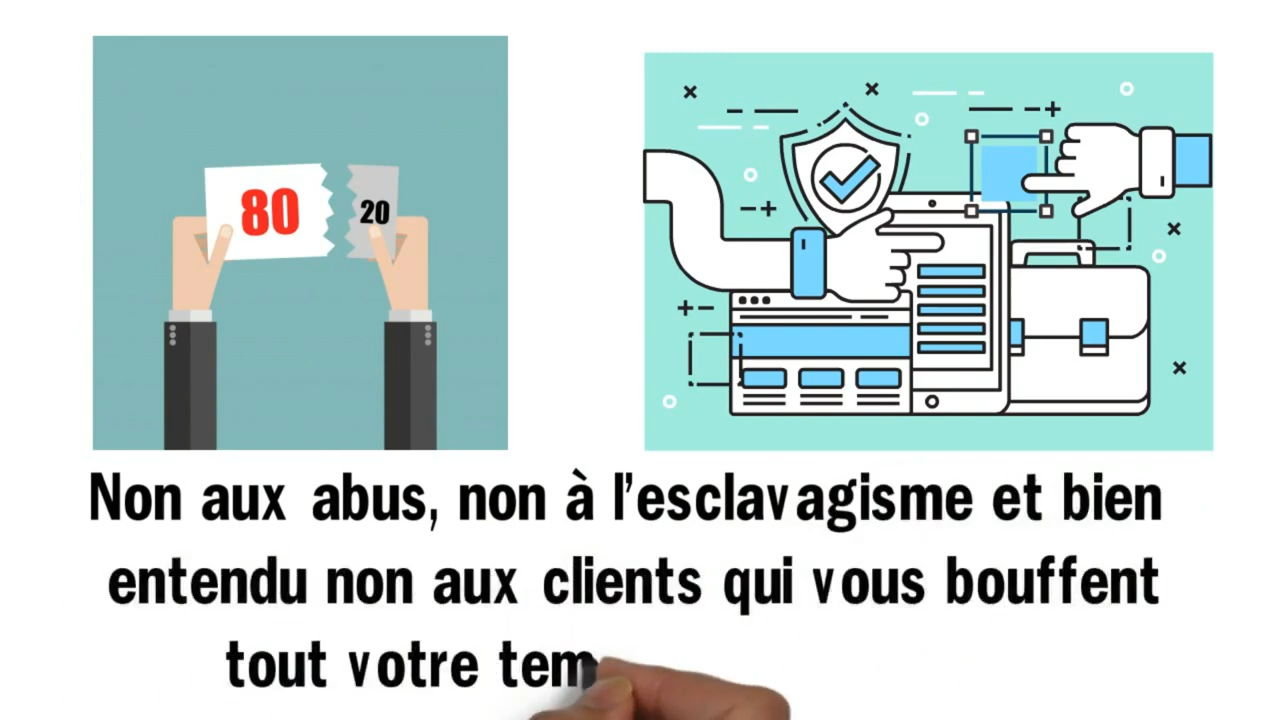 80
20
Non aux abus, non à l'esclavagisme et bien
entendu non aux clients qui vous bouffent
tout votre tem